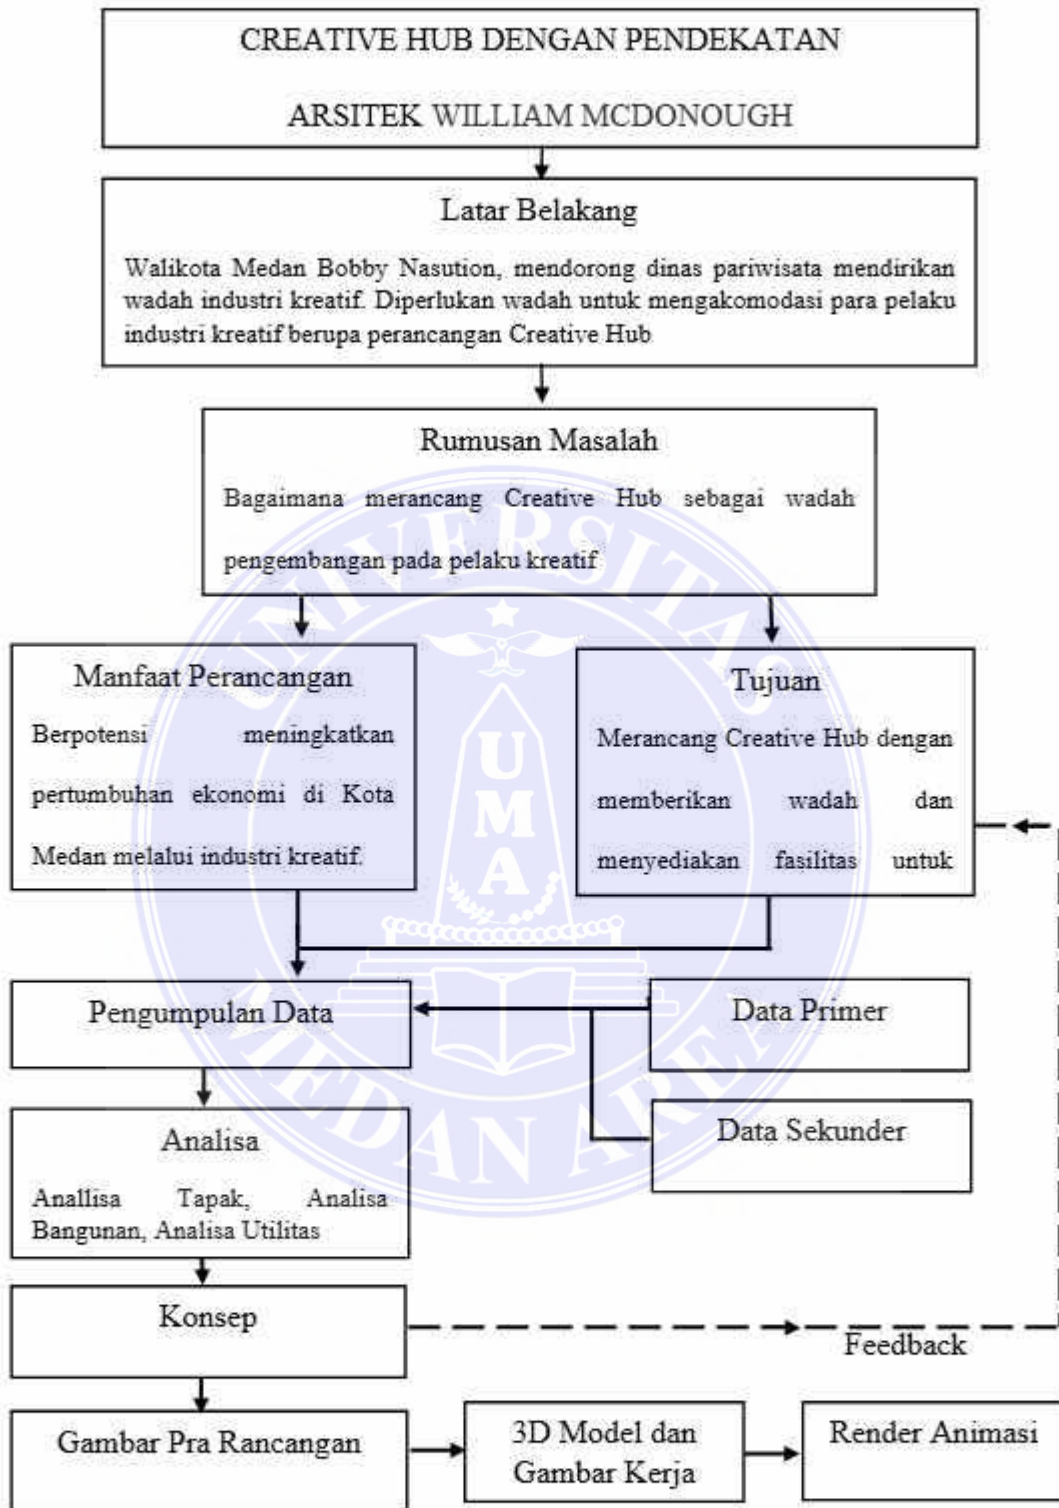 CREATIVE HUB DENGAN PENDEKATAN
ARSITEK WILLIAM MCDONOUGH
Latar Belakang
Walikota Medan Bobby Nasution, mendorong dinas pariwisata mendirikan
wadah industri kreatif. Diperlukan wadah untuk mengakomodasi para pelaku
industri kreatif berupa perancangan Creative Hub
Rumusan Masalah
Bagaimana merancang Creative Hub sebagai wadah
pengembangan pada pelaku kreatif
Manfaat Perancangan
Berpotensi meningkatkan
pertumbuhan ekonomi di Kota
Medan melalui industri kreatif.
Tujuan
Merancang Creative Hub dengan
memberikan wadah dan
menyediakan fasilitas untuk
Pengumpulan Data
Data Primer
Data Sekunder
Analisa
Anallisa Tapak, Analisa
Bangunan, Analisa Utilitas
Konsep
Feedback
Gambar Pra Rancangan
3D Model dan
Gambar Kerja
Render Animasi
UNIVERSITAS
MEDAN AREA
UMA